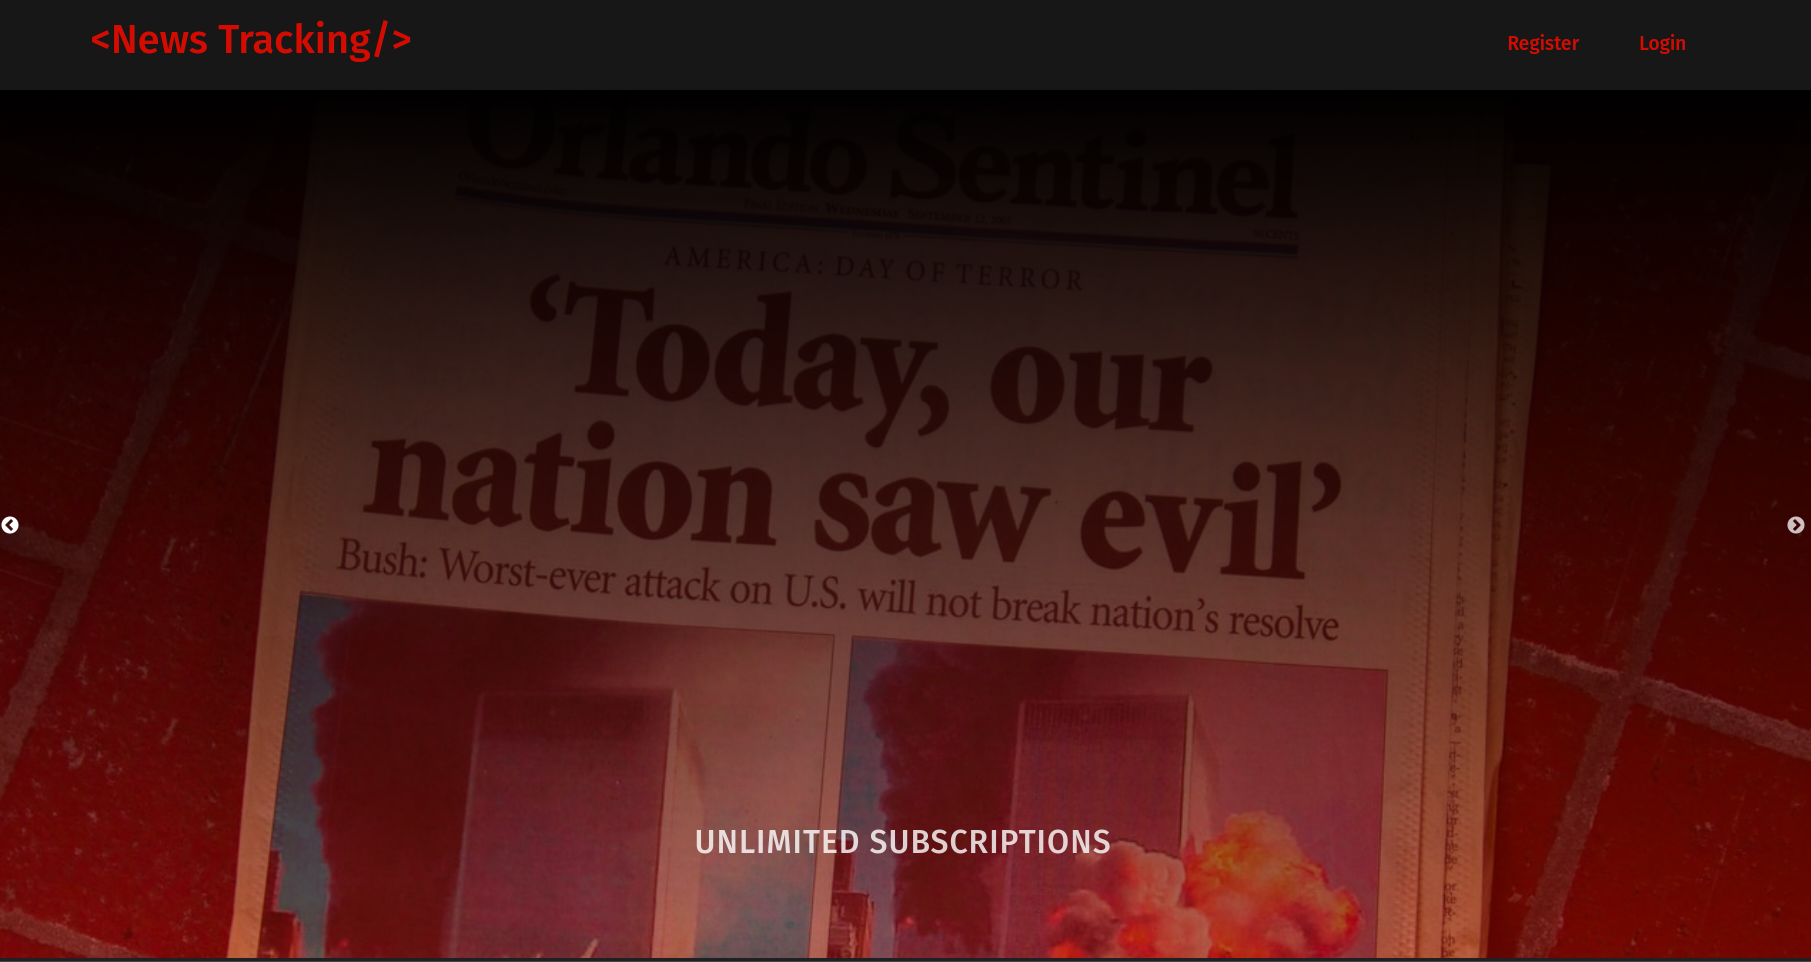 <News Tracking/>
Register
Login
Orlando Sentinel
AMERICA: DAY OF TERROR
‘Today, our
nation saw evil’
Bush: Worst-ever attack on U.S. will not break nation’s resolve
UNLIMITED SUBSCRIPTIONS